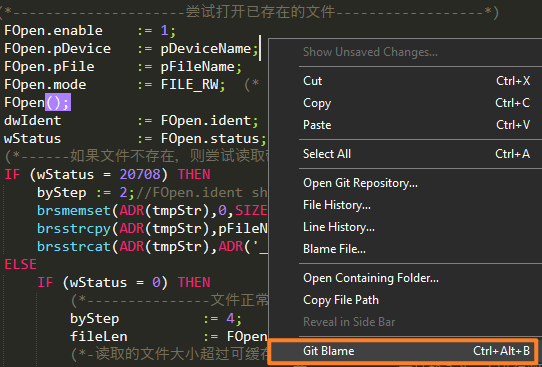 (*--------------------尝试打开已存在的文件-----------------*)
FOpen.enable := 1;
FOpen.pDevice := pDeviceName;
FOpen.pFile := pFileName;
FOpen.mode := FILE_RW; (*
FOpen();
dwIdent := FOpen.ident;
wStatus := FOpen.status;
(*------如果文件不存在，则尝试读取
IF (wStatus = 20708) THEN
byStep := 2;//FOpen.ident sh
brsmemset(ADR(tmpStr),0,SIZE
brsstrcpy(ADR(tmpStr),pFileN
brsstrcat(ADR(tmpStr),ADR('_
ELSE
IF (wStatus = 0) THEN
(*---------------文件正常
byStep := 4;
fileLen := FOpen
(*-读取的文件大小超过可缓存
Show Unsaved Changes...
Cut Ctrl+X
Copy Ctrl+C
Paste Ctrl+V
Select All Ctrl+A
Open Git Repository...
File History...
Line History...
Blame File...
Open Containing Folder...
Copy File Path
Reveal in Side Bar
Git Blame Ctrl+Alt+B